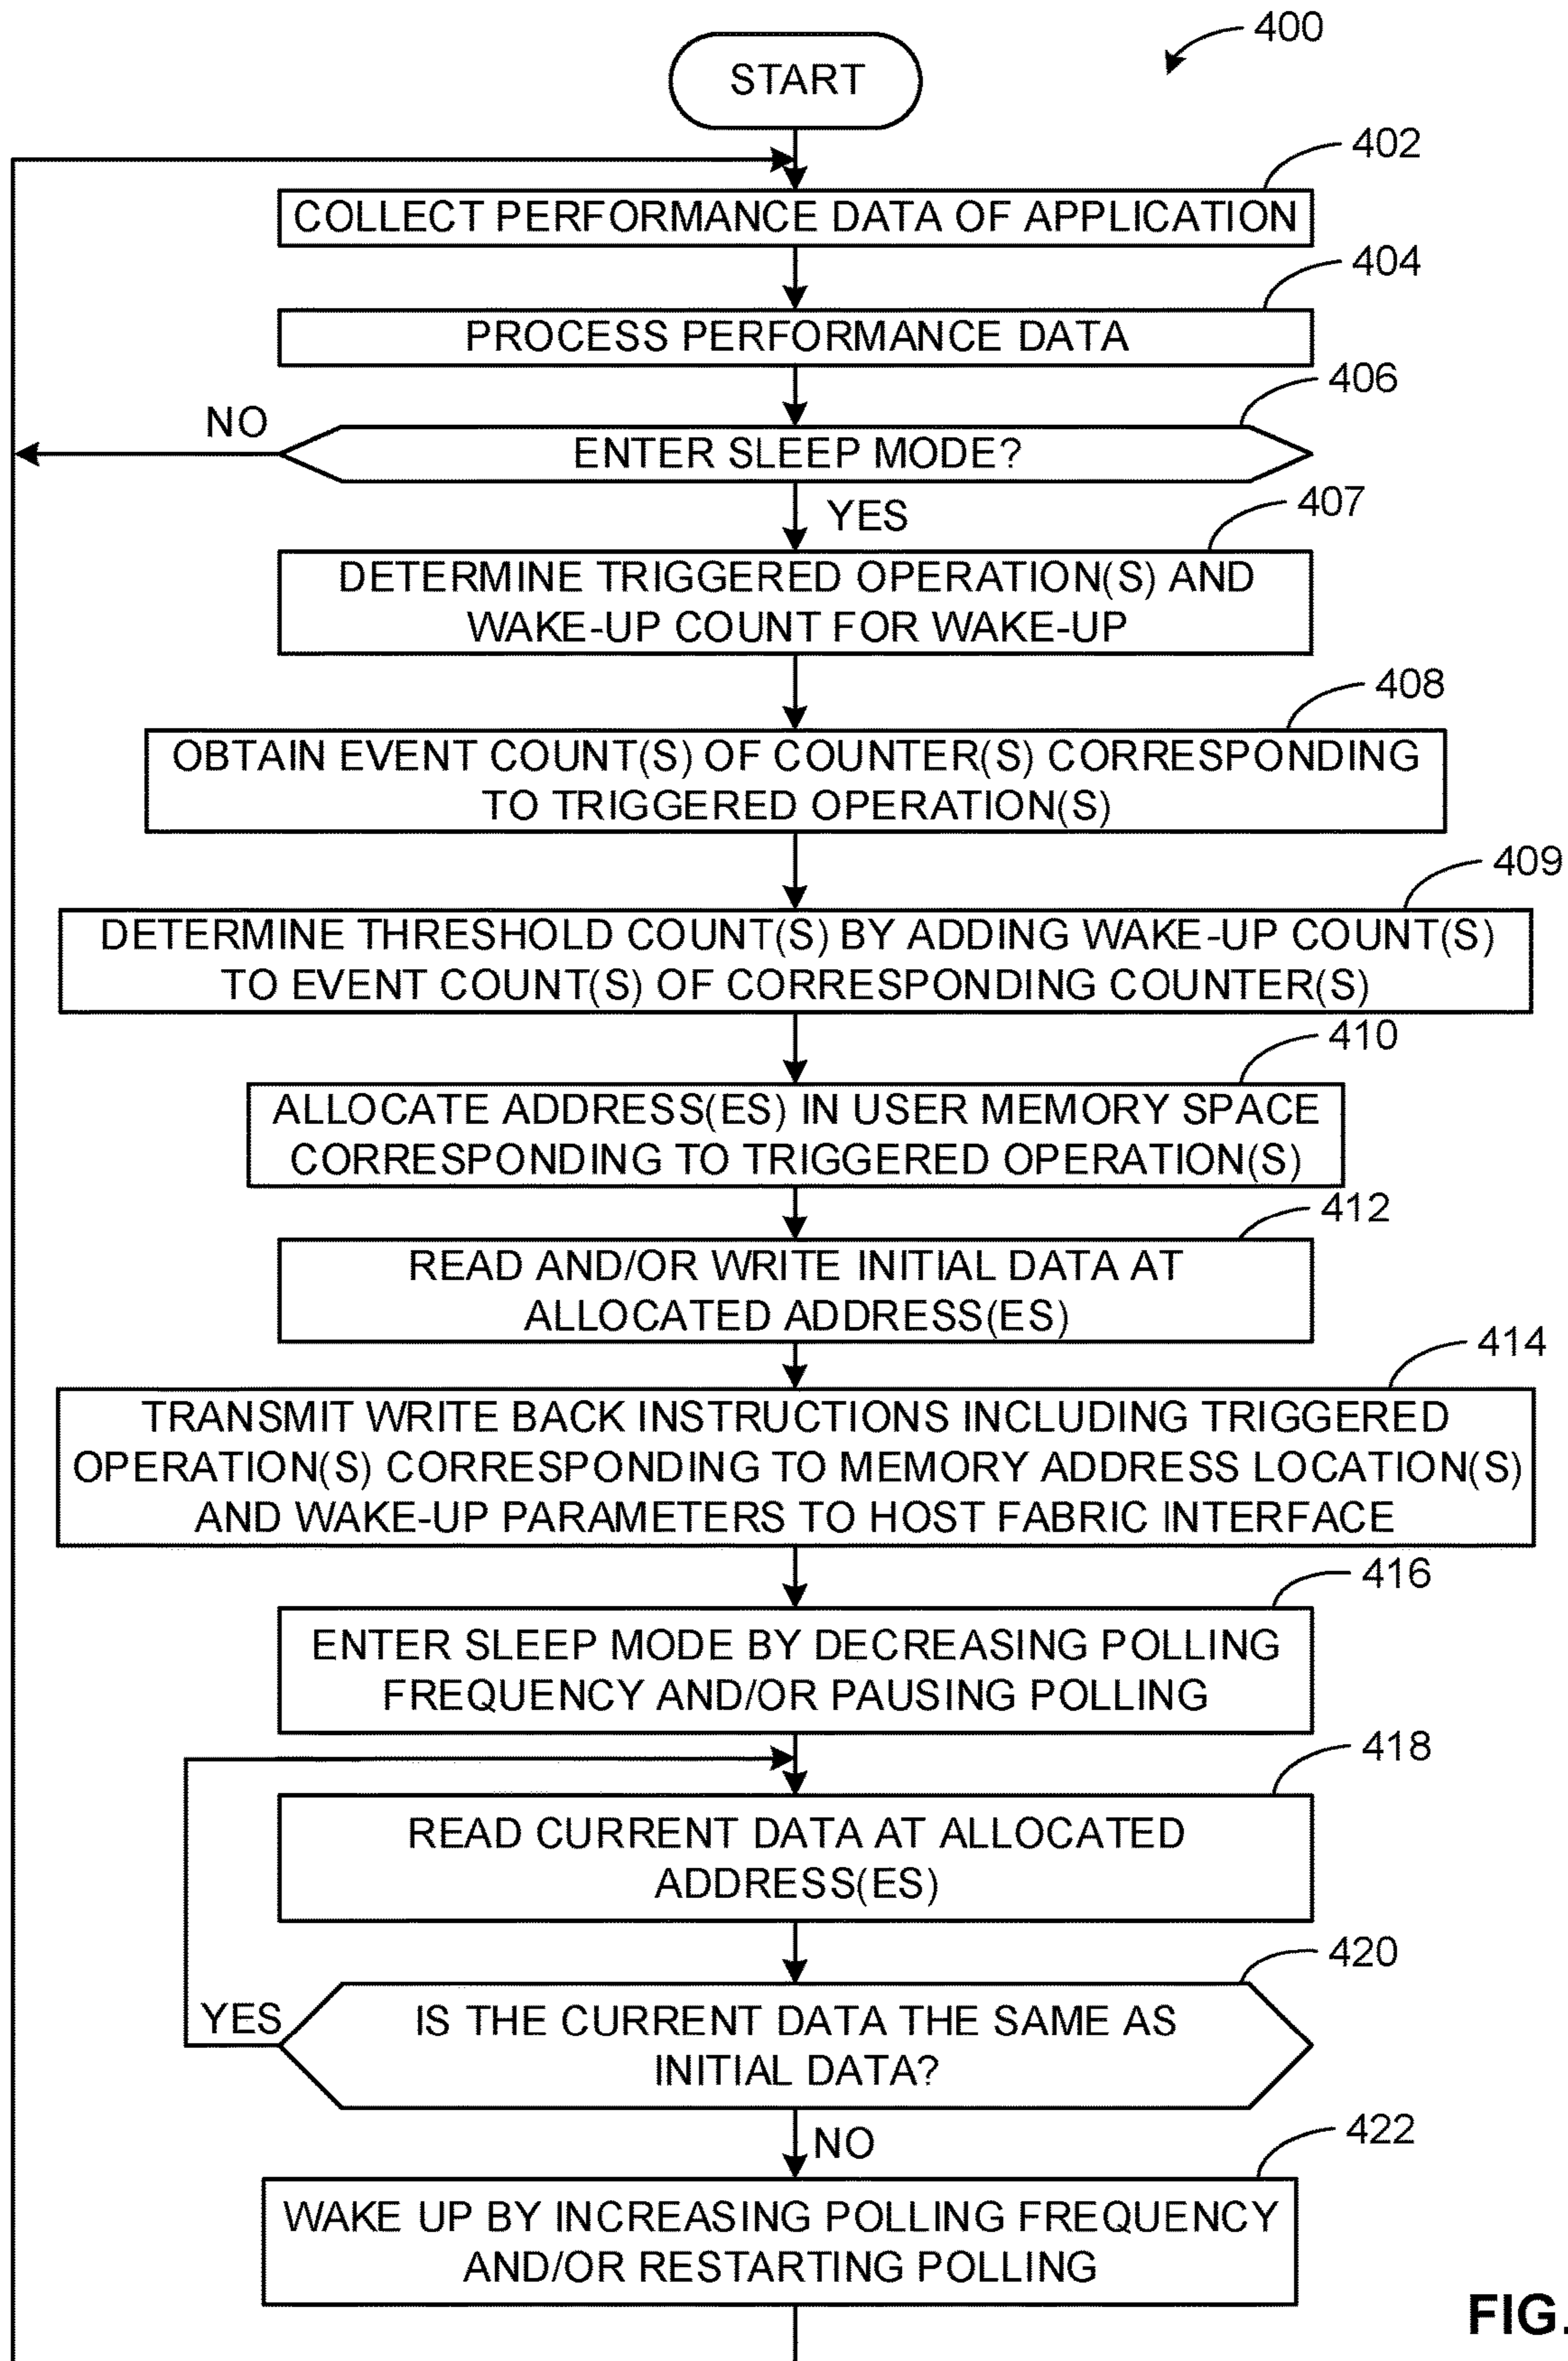 400
START
402
COLLECT PERFORMANCE DATA OF APPLICATION
404
PROCESS PERFORMANCE DATA
406
NO
ENTER SLEEP MODE?
YES
407
DETERMINE TRIGGERED OPERATION(S) AND
WAKE-UP COUNT FOR WAKE-UP
408
OBTAIN EVENT COUNT(S) OF COUNTER(S) CORRESPONDING
TO TRIGGERED OPERATION(S)
409
DETERMINE THRESHOLD COUNT(S) BY ADDING WAKE-UP COUNT(S)
TO EVENT COUNT(S) OF CORRESPONDING COUNTER(S)
410
ALLOCATE ADDRESS(ES) IN USER MEMORY SPACE
CORRESPONDING TO TRIGGERED OPERATION(S)
412
READ AND/OR WRITE INITIAL DATA AT
ALLOCATED ADDRESS(ES)
414
TRANSMIT WRITE BACK INSTRUCTIONS INCLUDING TRIGGERED
OPERATION(S) CORRESPONDING TO MEMORY ADDRESS LOCATION(S)
AND WAKE-UP PARAMETERS TO HOST FABRIC INTERFACE
416
ENTER SLEEP MODE BY DECREASING POLLING
FREQUENCY AND/OR PAUSING POLLING
418
READ CURRENT DATA AT ALLOCATED
ADDRESS(ES)
420
YES
IS THE CURRENT DATA THE SAME AS
INITIAL DATA?
NO
422
WAKE UP BY INCREASING POLLING FREQUENCY
AND/OR RESTARTING POLLING
FIG.